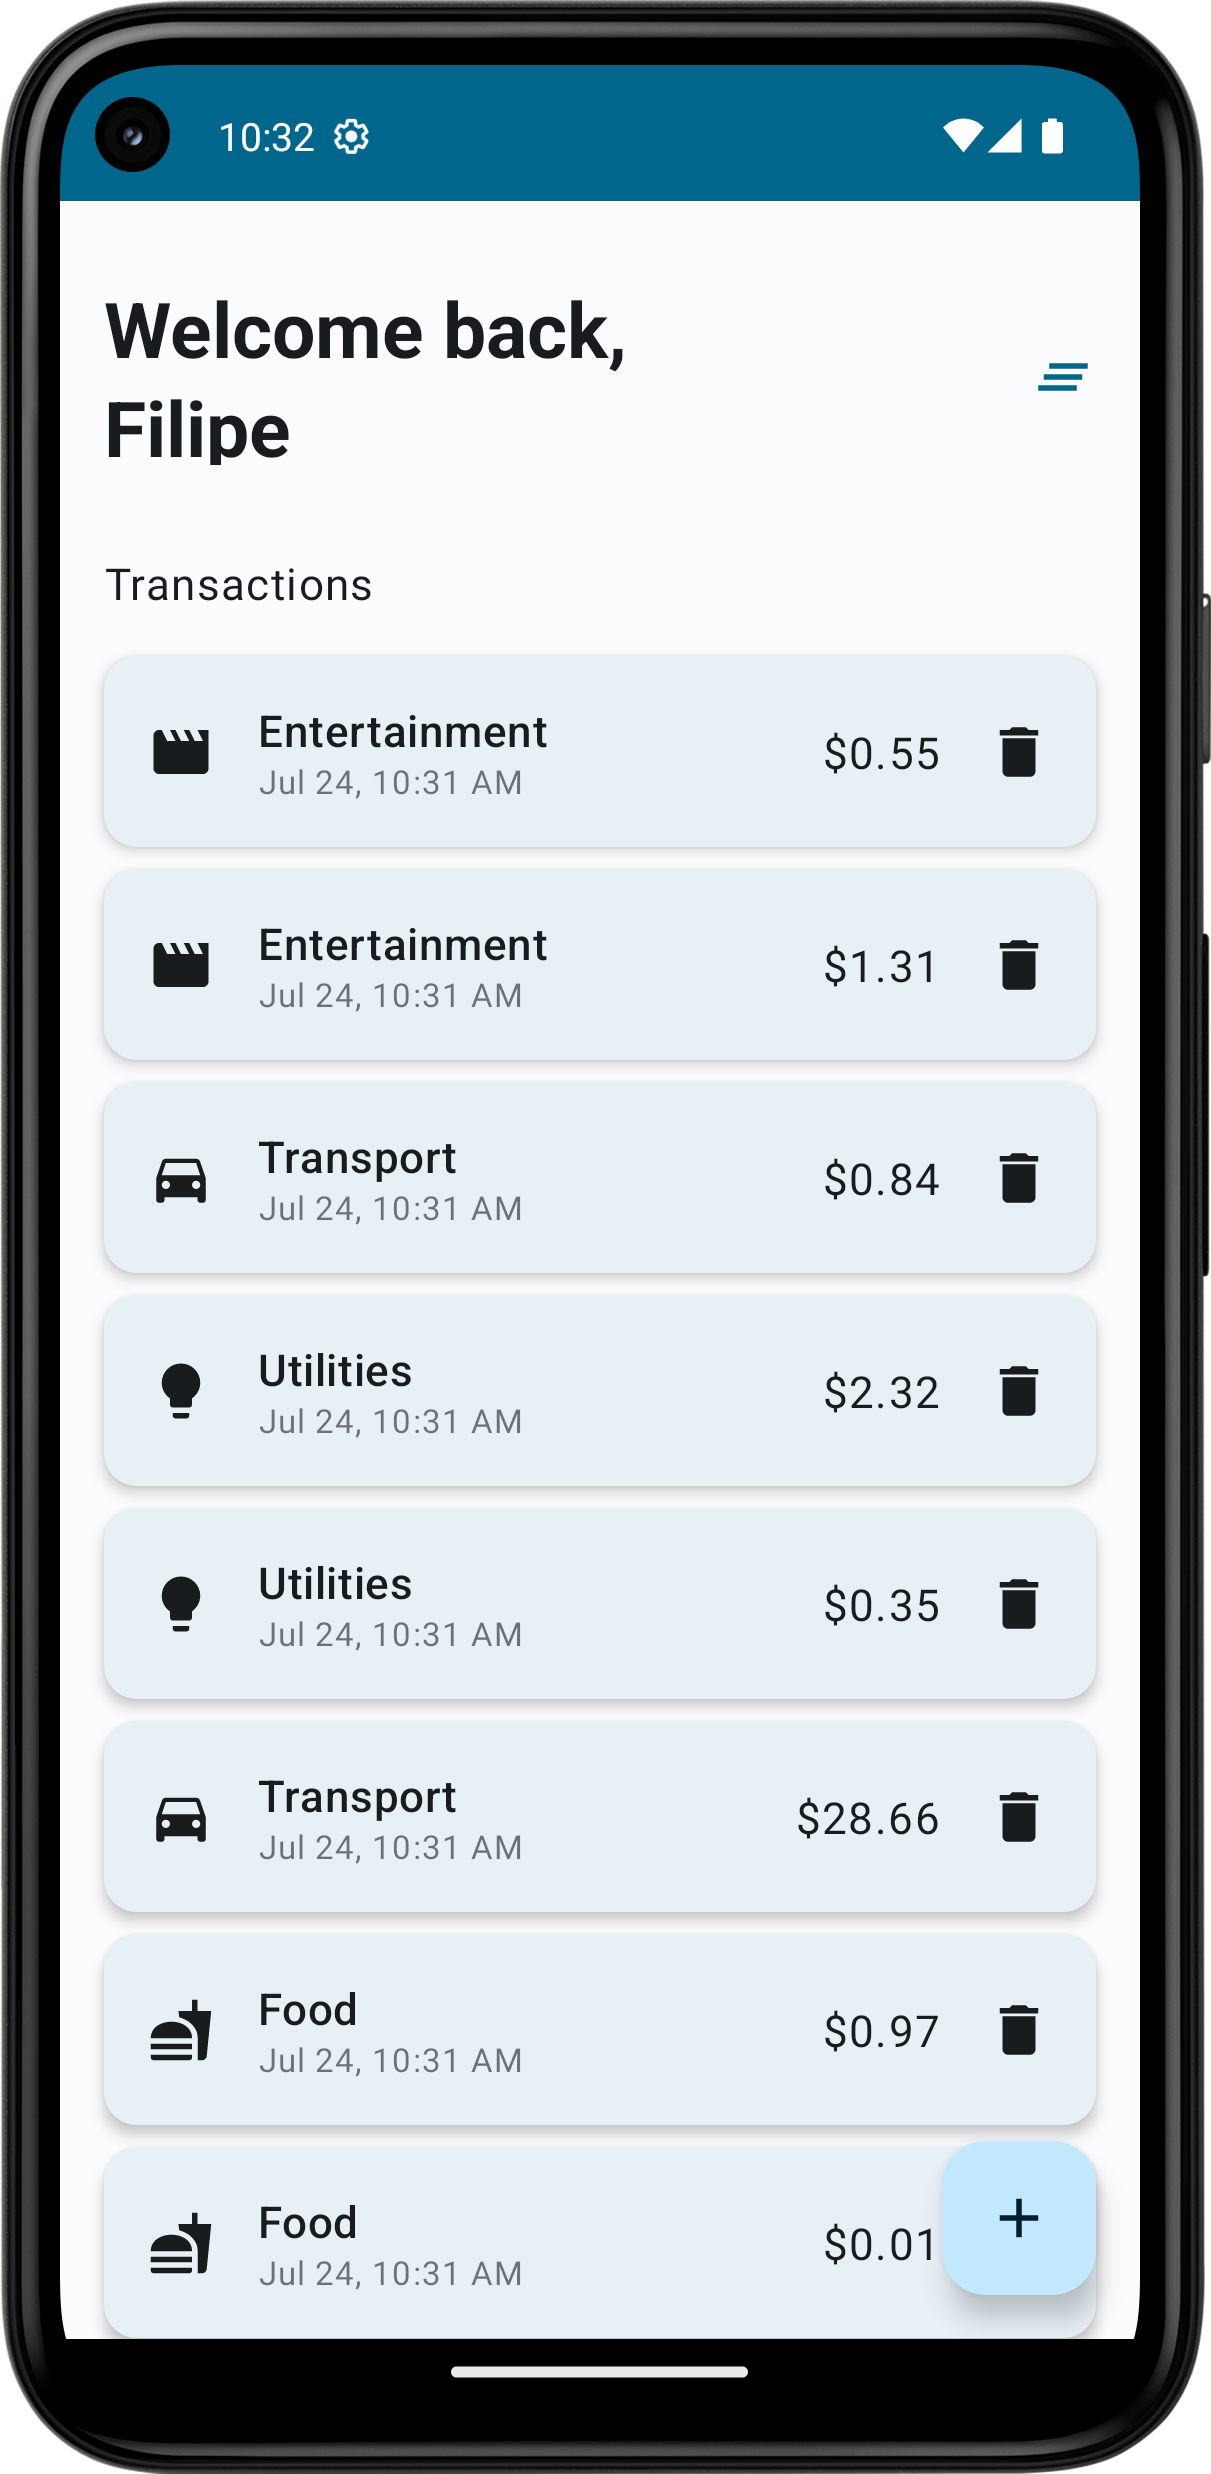 10:32
Welcome back,
Filipe
Transactions
Entertainment
Jul 24, 10:31 AM
$0.55
Entertainment
Jul 24, 10:31 AM
$1.31
Transport
Jul 24, 10:31 AM
$0.84
Utilities
Jul 24, 10:31 AM
$2.32
Utilities
Jul 24, 10:31 AM
$0.35
Transport
Jul 24, 10:31 AM
$28.66
Food
Jul 24, 10:31 AM
$0.97
Food
Jul 24, 10:31 AM
$0.01